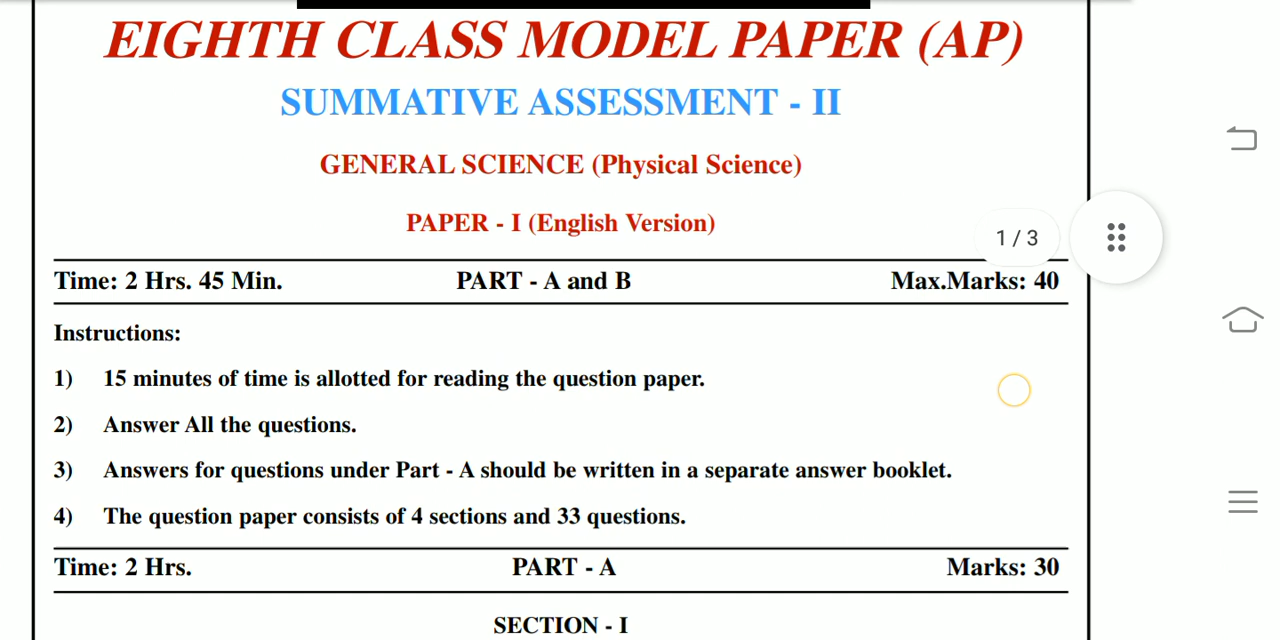 EIGHTH CLASS MODEL PAPER (AP)
SUMMATIVE ASSESSMENT - II
GENERAL SCIENCE (Physical Science)
PAPER - I (English Version)
1 / 3
Time: 2 Hrs. 45 Min. PART - A and B Max.Marks: 40
Instructions:
1) 15 minutes of time is allotted for reading the question paper.
2) Answer All the questions.
3) Answers for questions under Part - A should be written in a separate answer booklet.
4) The question paper consists of 4 sections and 33 questions.
Time: 2 Hrs. PART - A Marks: 30
SECTION - I